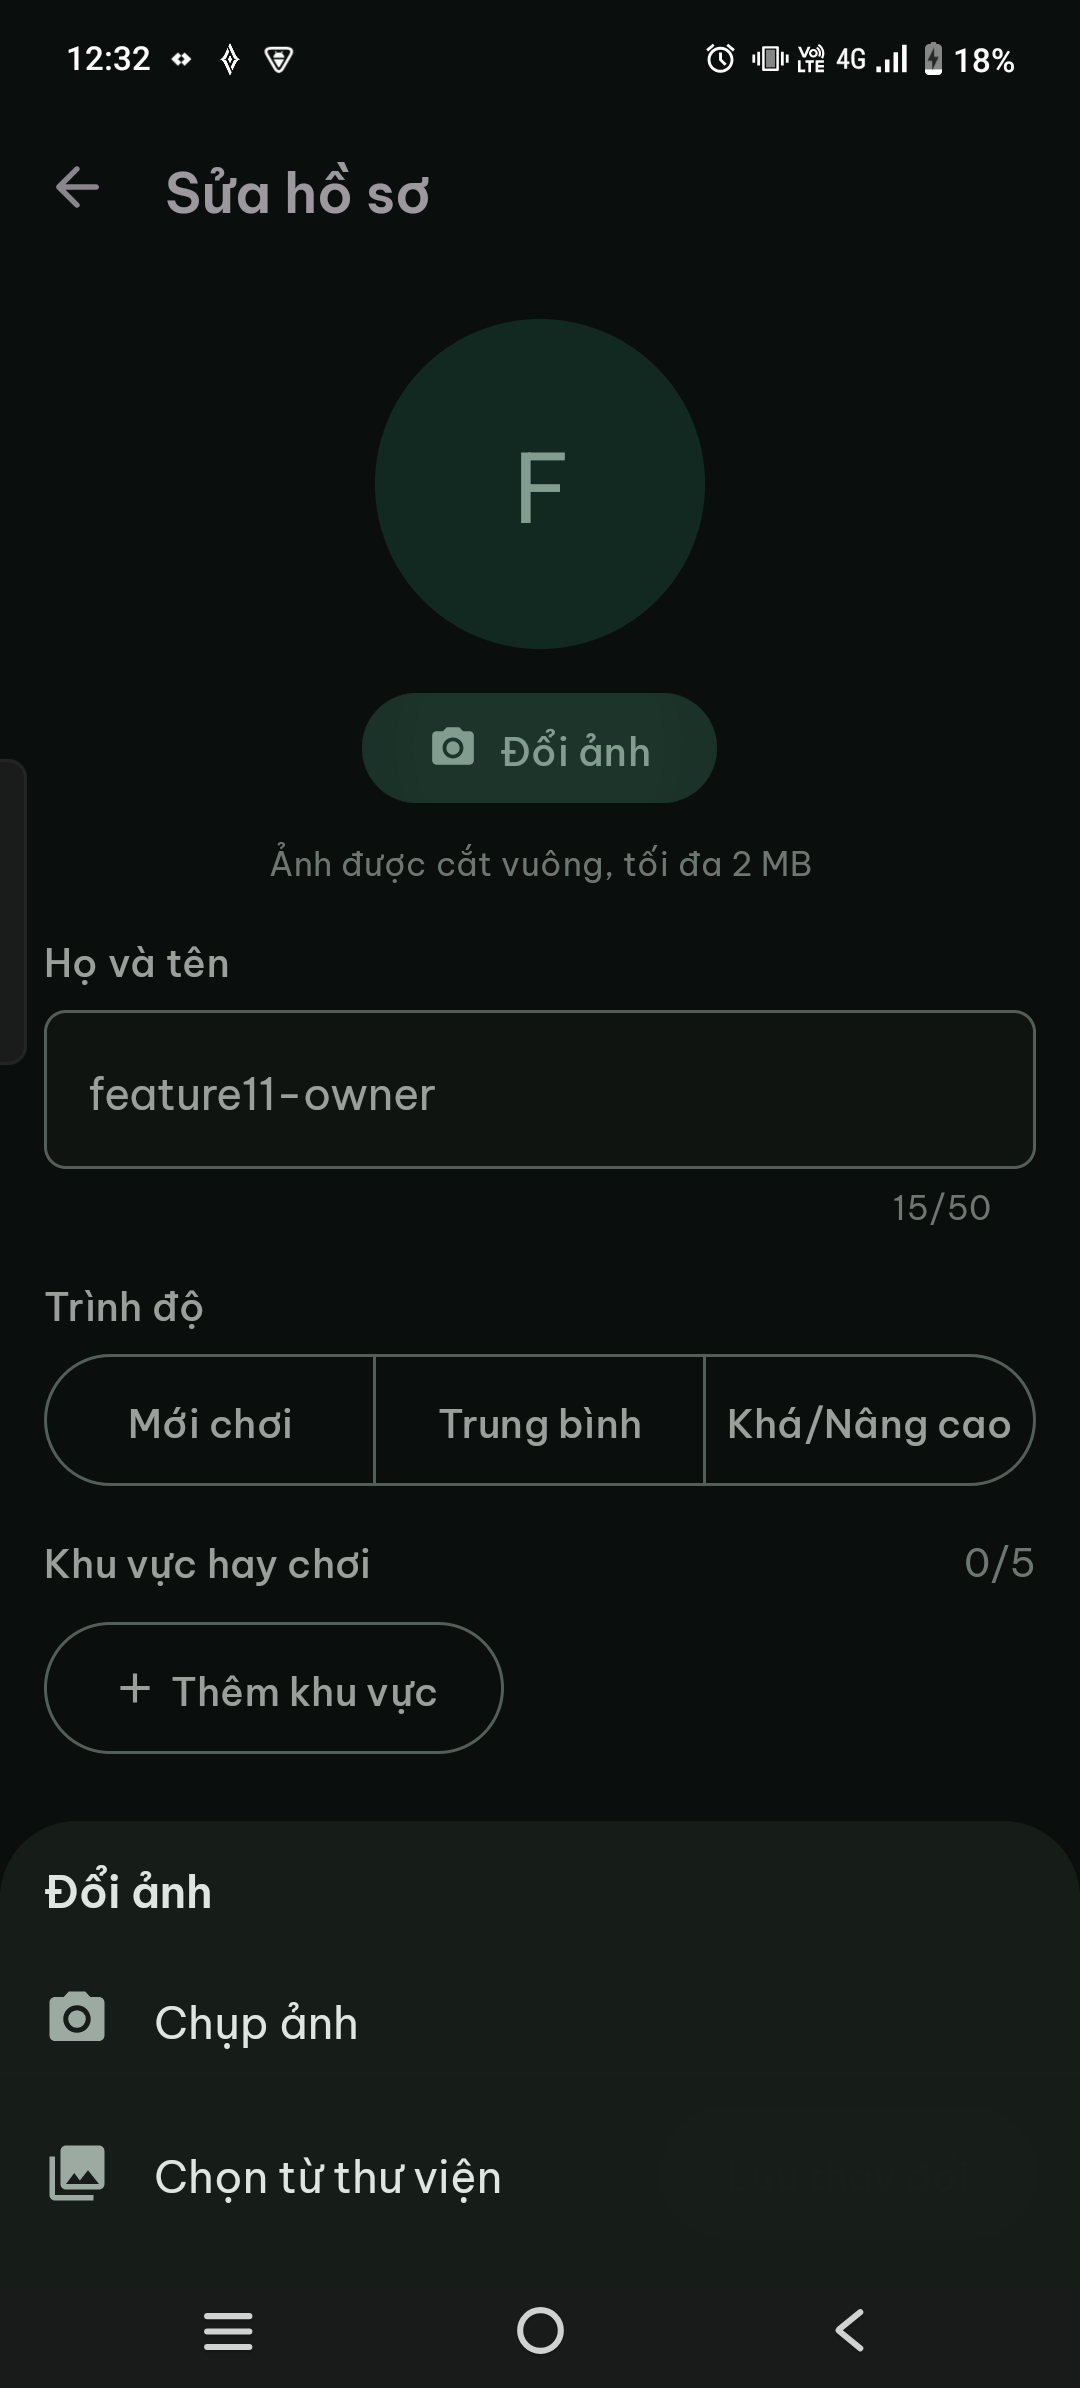 12:32
VoLTE 4G 18%
Sửa hồ sơ
F
Đổi ảnh
Ảnh được cắt vuông, tối đa 2 MB
Họ và tên
feature11-owner
15/50
Trình độ
Mới chơi Trung bình Khá/Nâng cao
Khu vực hay chơi 0/5
+ Thêm khu vực
Đổi ảnh
Chụp ảnh
Chọn từ thư viện